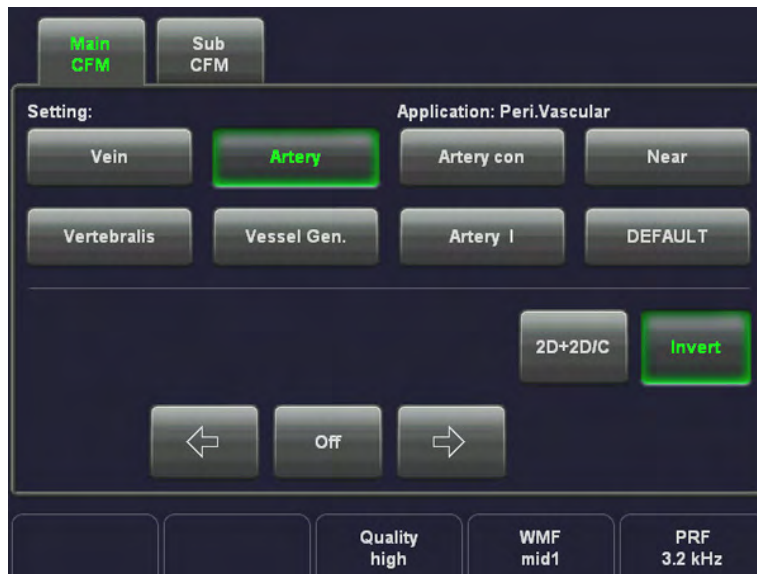 Main
CFM
Sub
CFM
Setting:
Application: Peri.Vascular
Vein
Artery
Artery con
Near
Vertebralis
Vessel Gen.
Artery I
DEFAULT
2D+2D/C
Invert
Off
Quality
high
WMF
mid1
PRF
3.2 kHz